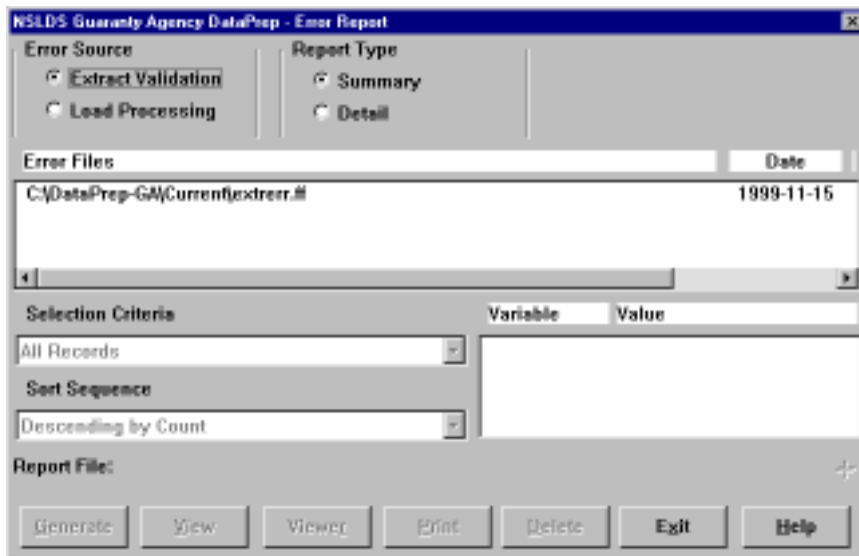 NSLDS Guaranty Agency DataPrep - Error Report
Error Source
Extract Validation
Load Processing
Report Type
Summary
Detail
Error Files Date
C:\DataPrep-GA\Current\extrerr.ff 1999-11-15
Selection Criteria
All Records
Sort Sequence
Descending by Count
Variable Value
Report File:
Generate View Viewer Print Delete Exit Help